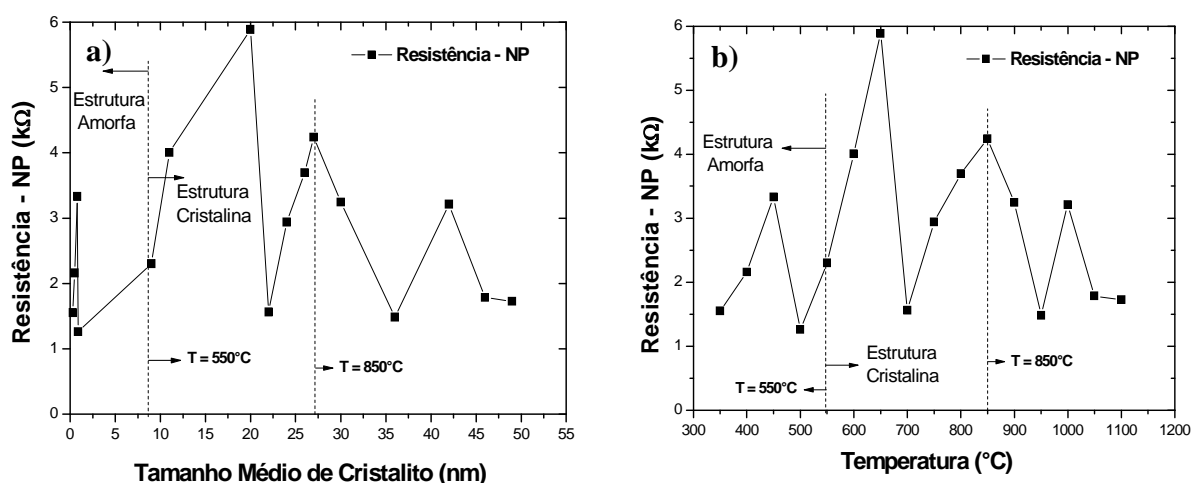 a)
Resistência - NP
Estrutura
Amorfa
Estrutura
Cristalina
T = 550°C
T = 850°C
Resistência - NP (kΩ)
6
5
4
3
2
1
0
0 5 10 15 20 25 30 35 40 45 50 55
Tamanho Médio de Cristalito (nm)
b)
Resistência - NP
Estrutura
Amorfa
Estrutura
Cristalina
T = 550°C
T = 850°C
Resistência - NP (kΩ)
6
5
4
3
2
1
0
300 400 500 600 700 800 900 1000 1100 1200
Temperatura (°C)